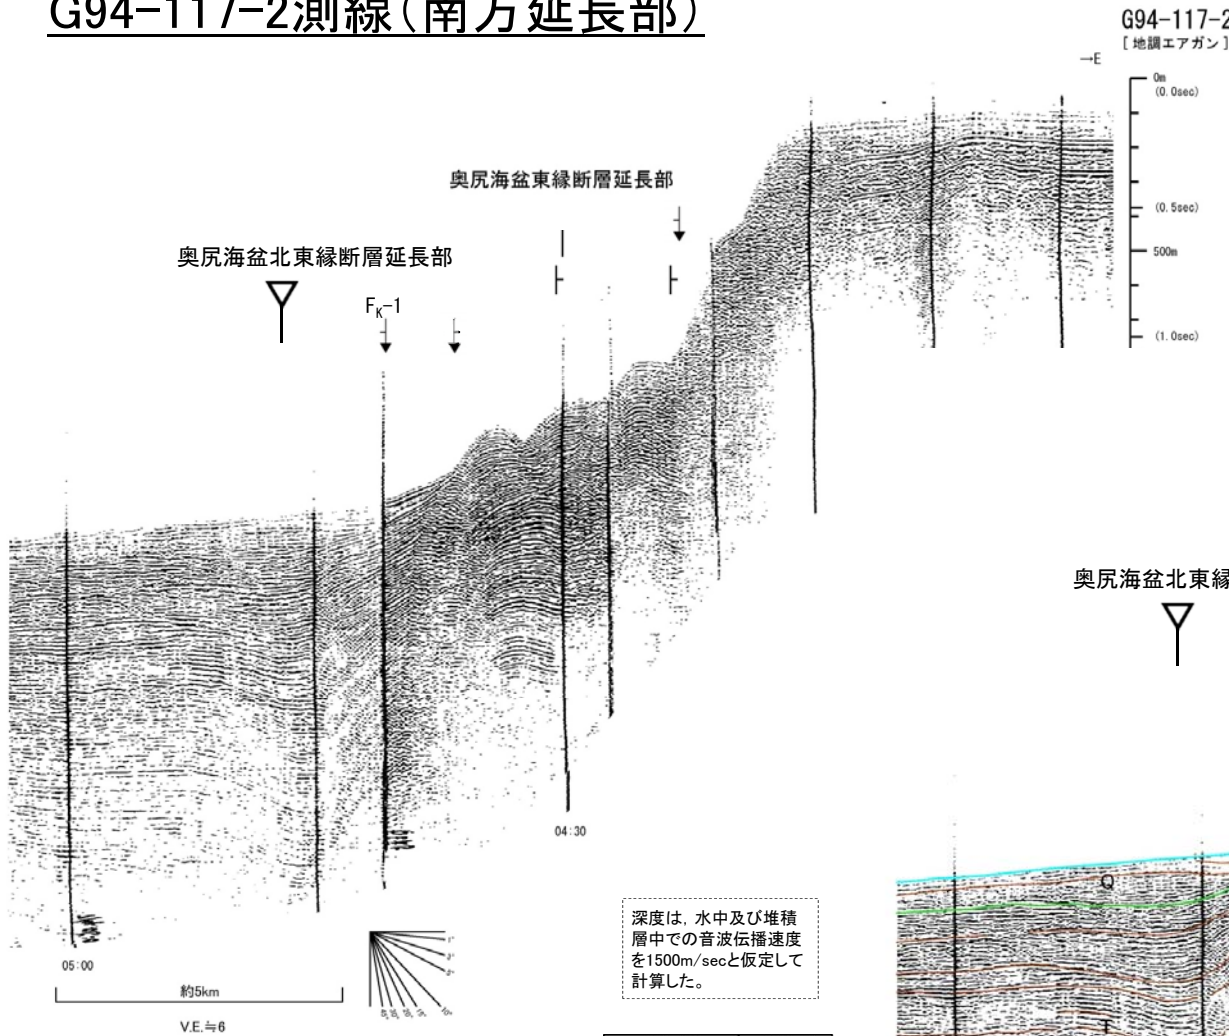 G94-117-2測線(南方延長部)
G94-117-2
[地調エアガン]
→E
0m
(0.0sec)
(0.5sec)
500m
(1.0sec)
奥尻海盆東縁断層延長部
奥尻海盆北東縁断層延長部
FK-1
04:30
05:00
約5km
V.E.≒6
深度は,水中及び堆積
層中での音波伝播速度
を1500m/secと仮定して
計算した。
奥尻海盆北東縁
Q
T